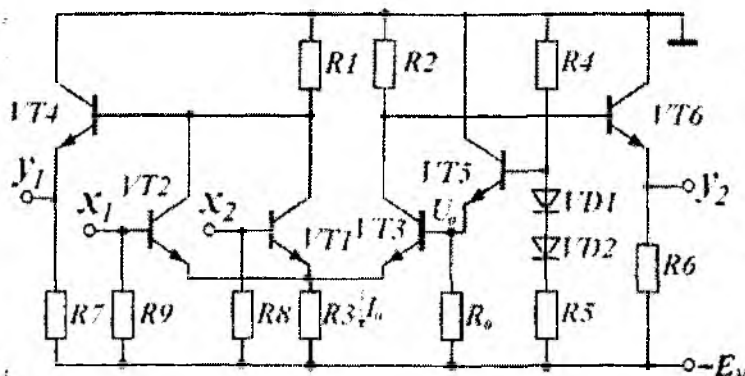 R1 R2 R4
VT4 VT6
y₁ VT2 VT5 y₂
x₁ x₂ VD1
VT1 VT3 VD2
R7 R9 R8 R3 I₀ R₀ R5 R6